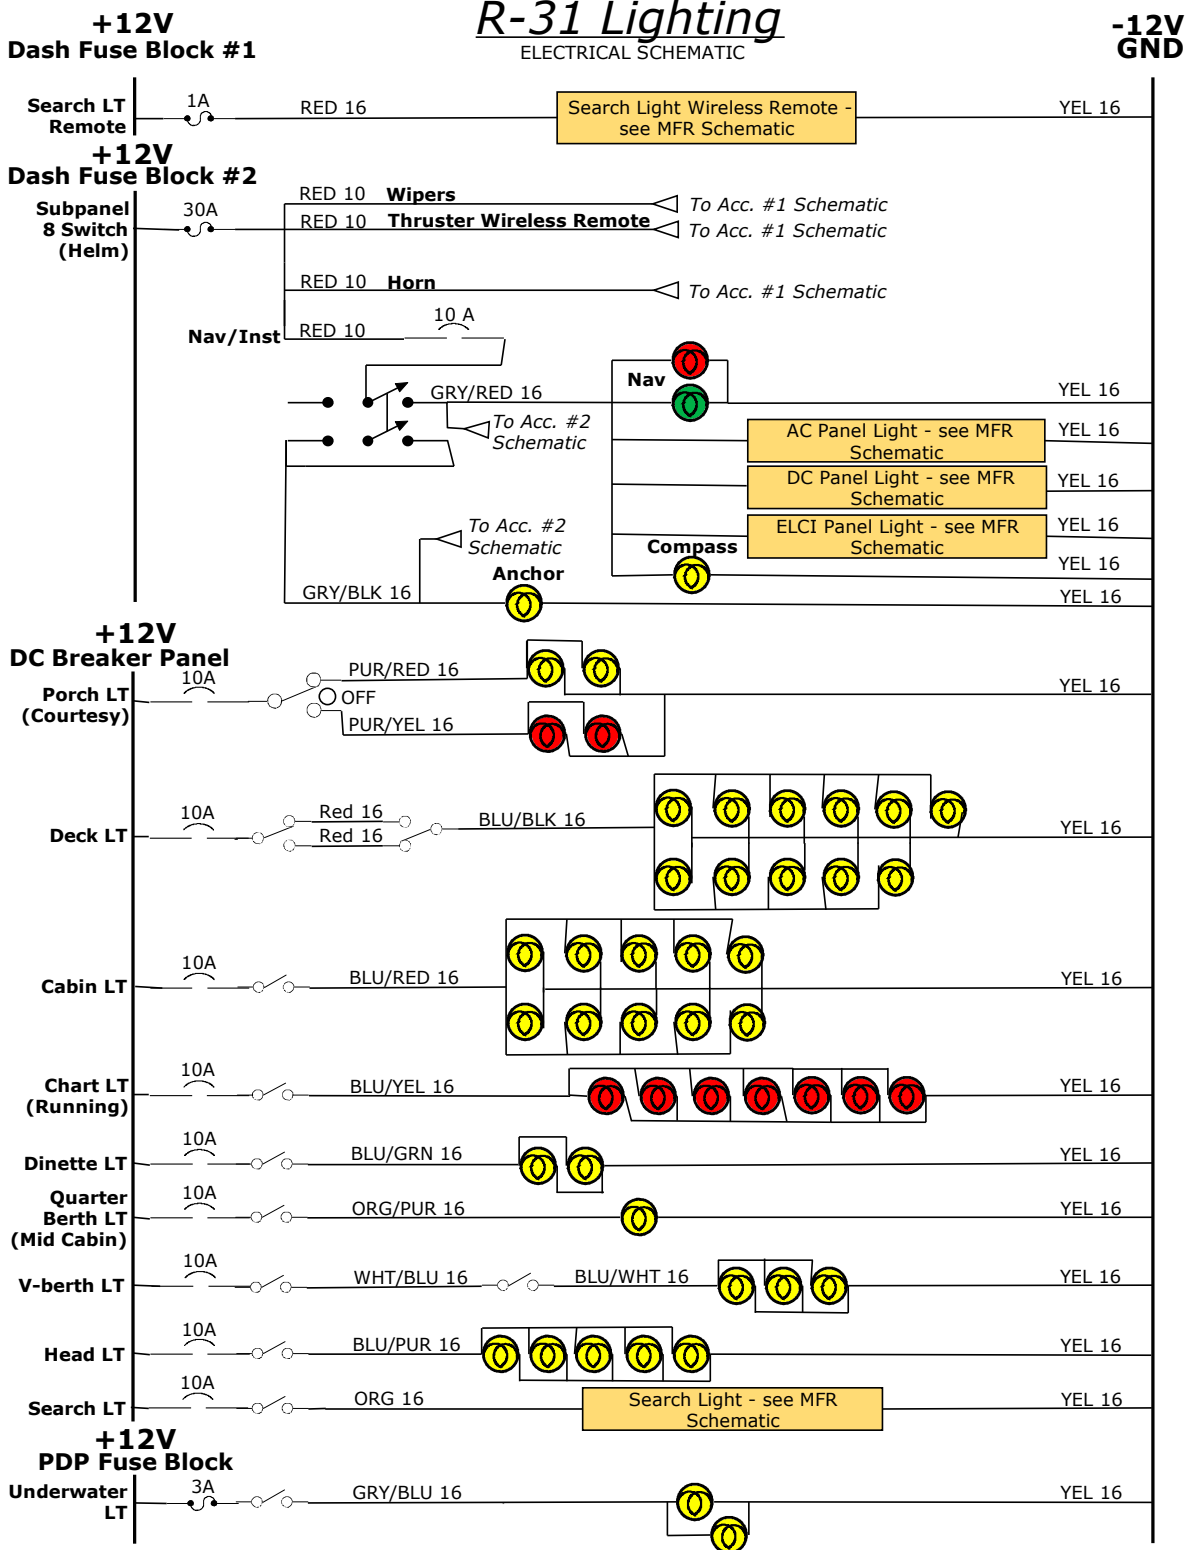 R-31 Lighting
ELECTRICAL SCHEMATIC
+12V
Dash Fuse Block #1
-12V
GND
Search LT
Remote
1A
RED 16
Search Light Wireless Remote -
see MFR Schematic
YEL 16
+12V
Dash Fuse Block #2
Subpanel
8 Switch
(Helm)
30A
RED 10 Wipers
To Acc. #1 Schematic
RED 10 Thruster Wireless Remote
To Acc. #1 Schematic
RED 10 Horn
To Acc. #1 Schematic
Nav/Inst RED 10
10 A
GRY/RED 16
To Acc. #2
Schematic
Nav
YEL 16
AC Panel Light - see MFR
Schematic
YEL 16
DC Panel Light - see MFR
Schematic
YEL 16
ELCI Panel Light - see MFR
Schematic
YEL 16
To Acc. #2
Schematic
Compass
YEL 16
Anchor
GRY/BLK 16
YEL 16
+12V
DC Breaker Panel
Porch LT
(Courtesy)
10A
PUR/RED 16
OFF
PUR/YEL 16
YEL 16
Deck LT
10A
Red 16
Red 16
BLU/BLK 16
YEL 16
Cabin LT
10A
BLU/RED 16
YEL 16
Chart LT
(Running)
10A
BLU/YEL 16
YEL 16
Dinette LT
10A
BLU/GRN 16
YEL 16
Quarter
Berth LT
(Mid Cabin)
10A
ORG/PUR 16
YEL 16
V-berth LT
10A
WHT/BLU 16
BLU/WHT 16
YEL 16
Head LT
10A
BLU/PUR 16
YEL 16
Search LT
10A
ORG 16
Search Light - see MFR
Schematic
YEL 16
+12V
PDP Fuse Block
Underwater
LT
3A
GRY/BLU 16
YEL 16